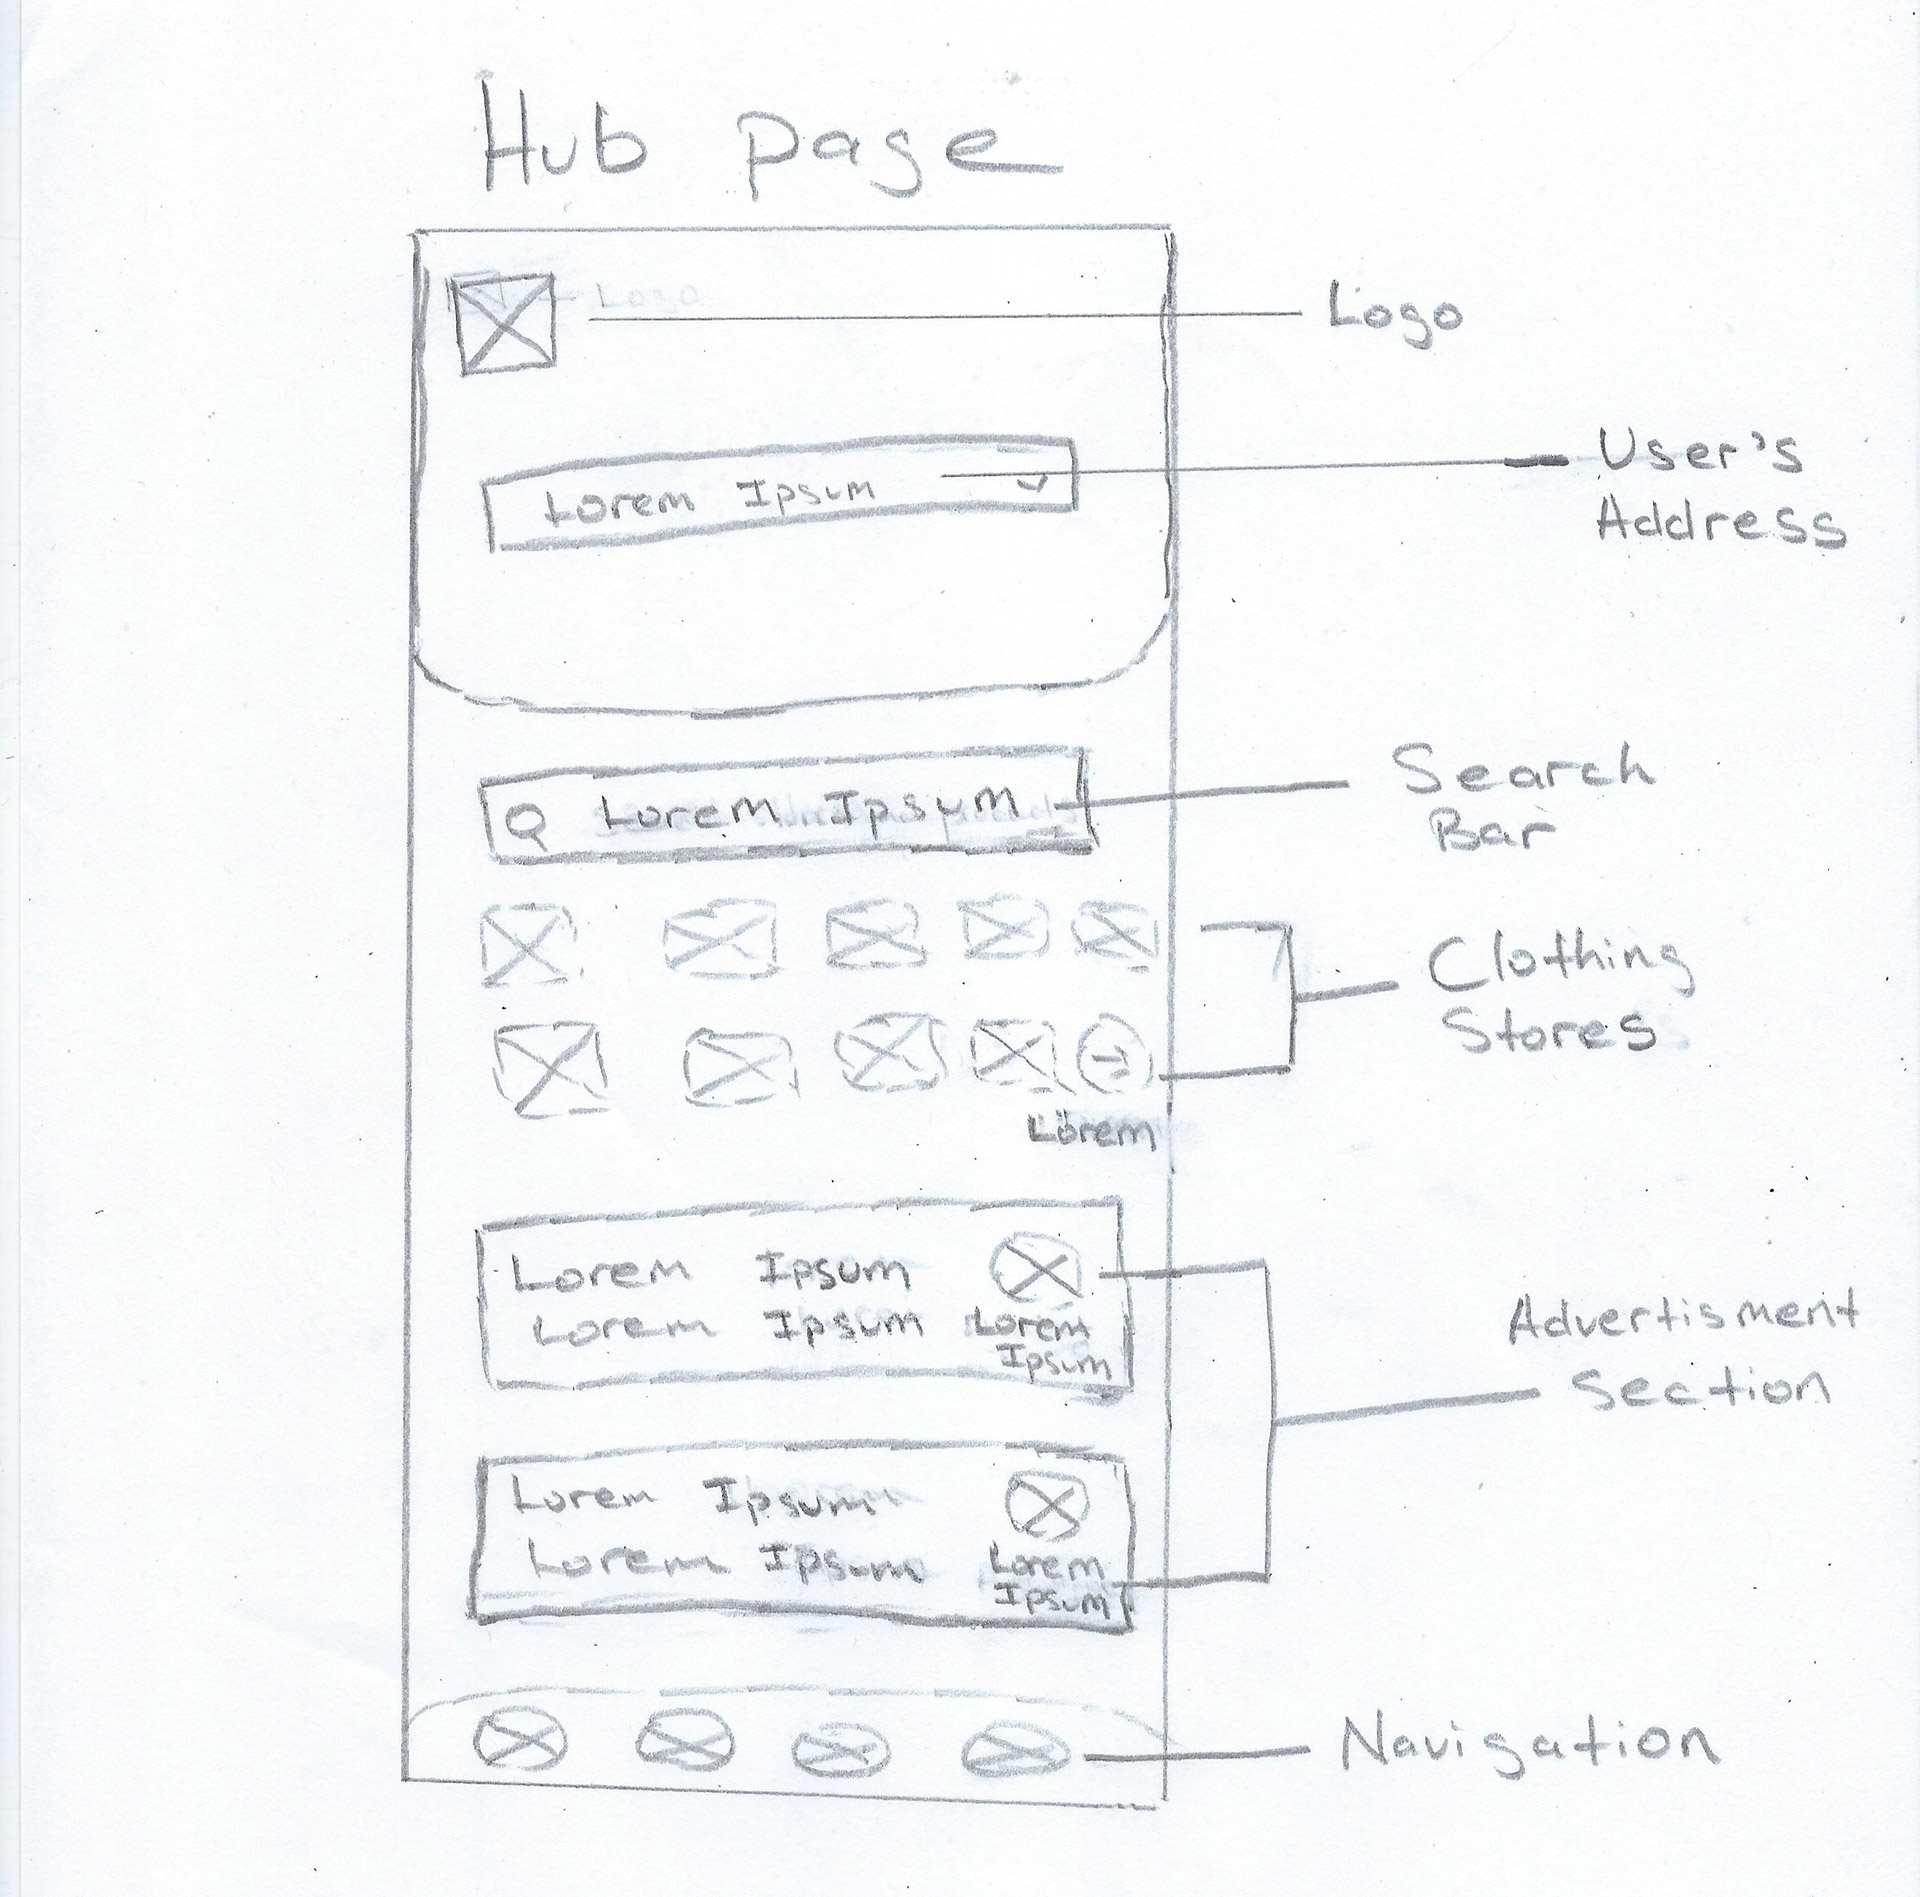 Hub page
Logo
Logo
User's
Address
Lorem Ipsum
Search
Bar
Q Lorem Ipsum
Clothing
Stores
Lorem
Lorem Ipsum
Lorem Ipsum
Lorem
Ipsum
Advertisment
Section
Lorem Ipsum
Lorem Ipsum
Lorem
Ipsum
Navigation